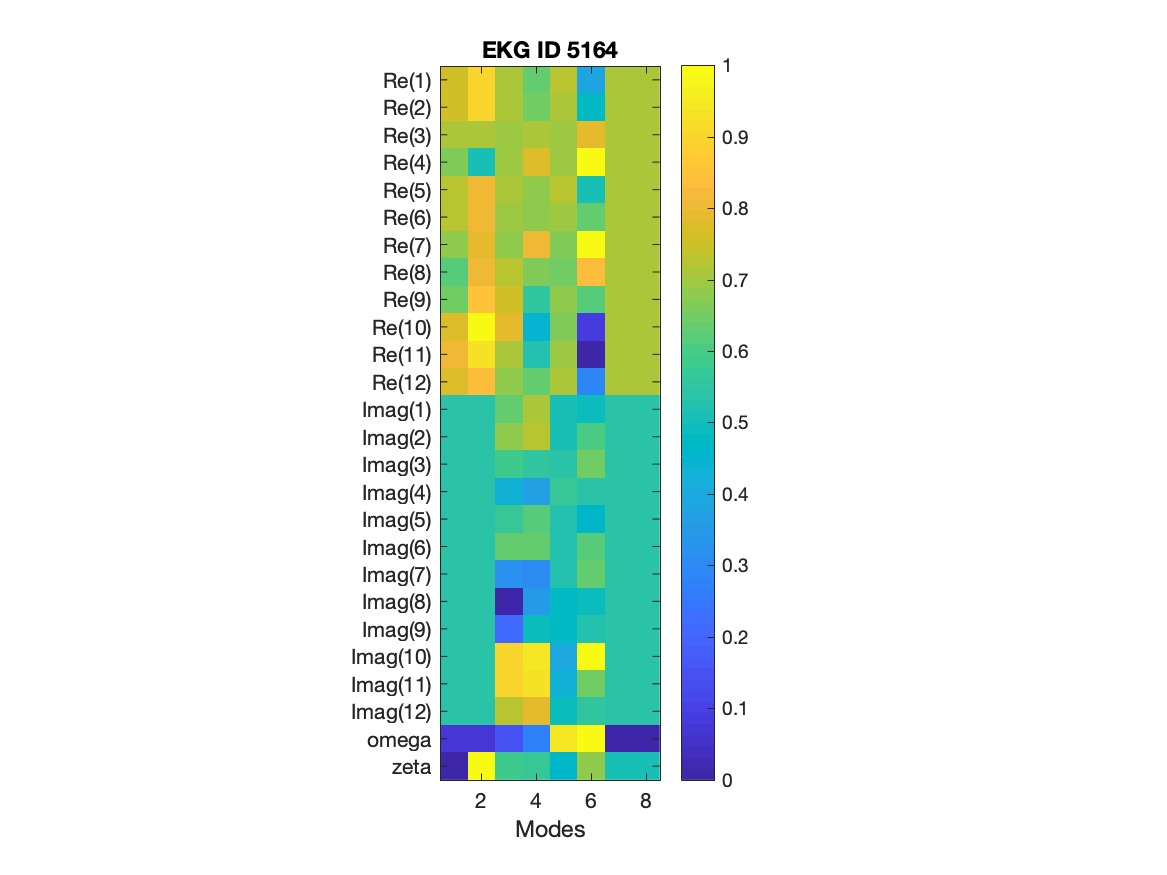 EKG ID 5164
Re(1)
Re(2)
Re(3)
Re(4)
Re(5)
Re(6)
Re(7)
Re(8)
Re(9)
Re(10)
Re(11)
Re(12)
Imag(1)
Imag(2)
Imag(3)
Imag(4)
Imag(5)
Imag(6)
Imag(7)
Imag(8)
Imag(9)
Imag(10)
Imag(11)
Imag(12)
omega
zeta
2 4 6 8
Modes
1
0.9
0.8
0.7
0.6
0.5
0.4
0.3
0.2
0.1
0